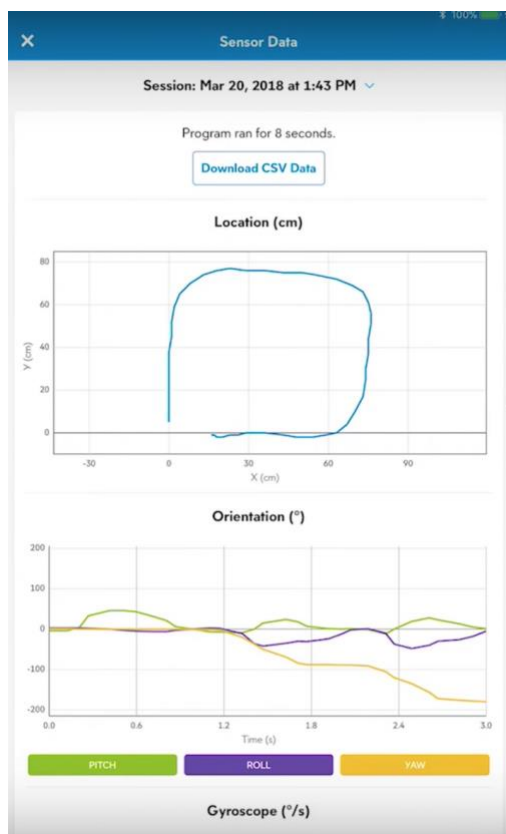 100%
×
Sensor Data
Session: Mar 20, 2018 at 1:43 PM
Program ran for 8 seconds.
Download CSV Data
Location (cm)
80
60
40
20
0
Y (cm)
-30 0 30 60 90
X (cm)
Orientation (°)
200
100
0
-100
-200
0.0 0.6 1.2 1.8 2.4 3.0
Time (s)
PITCH ROLL YAW
Gyroscope (°/s)